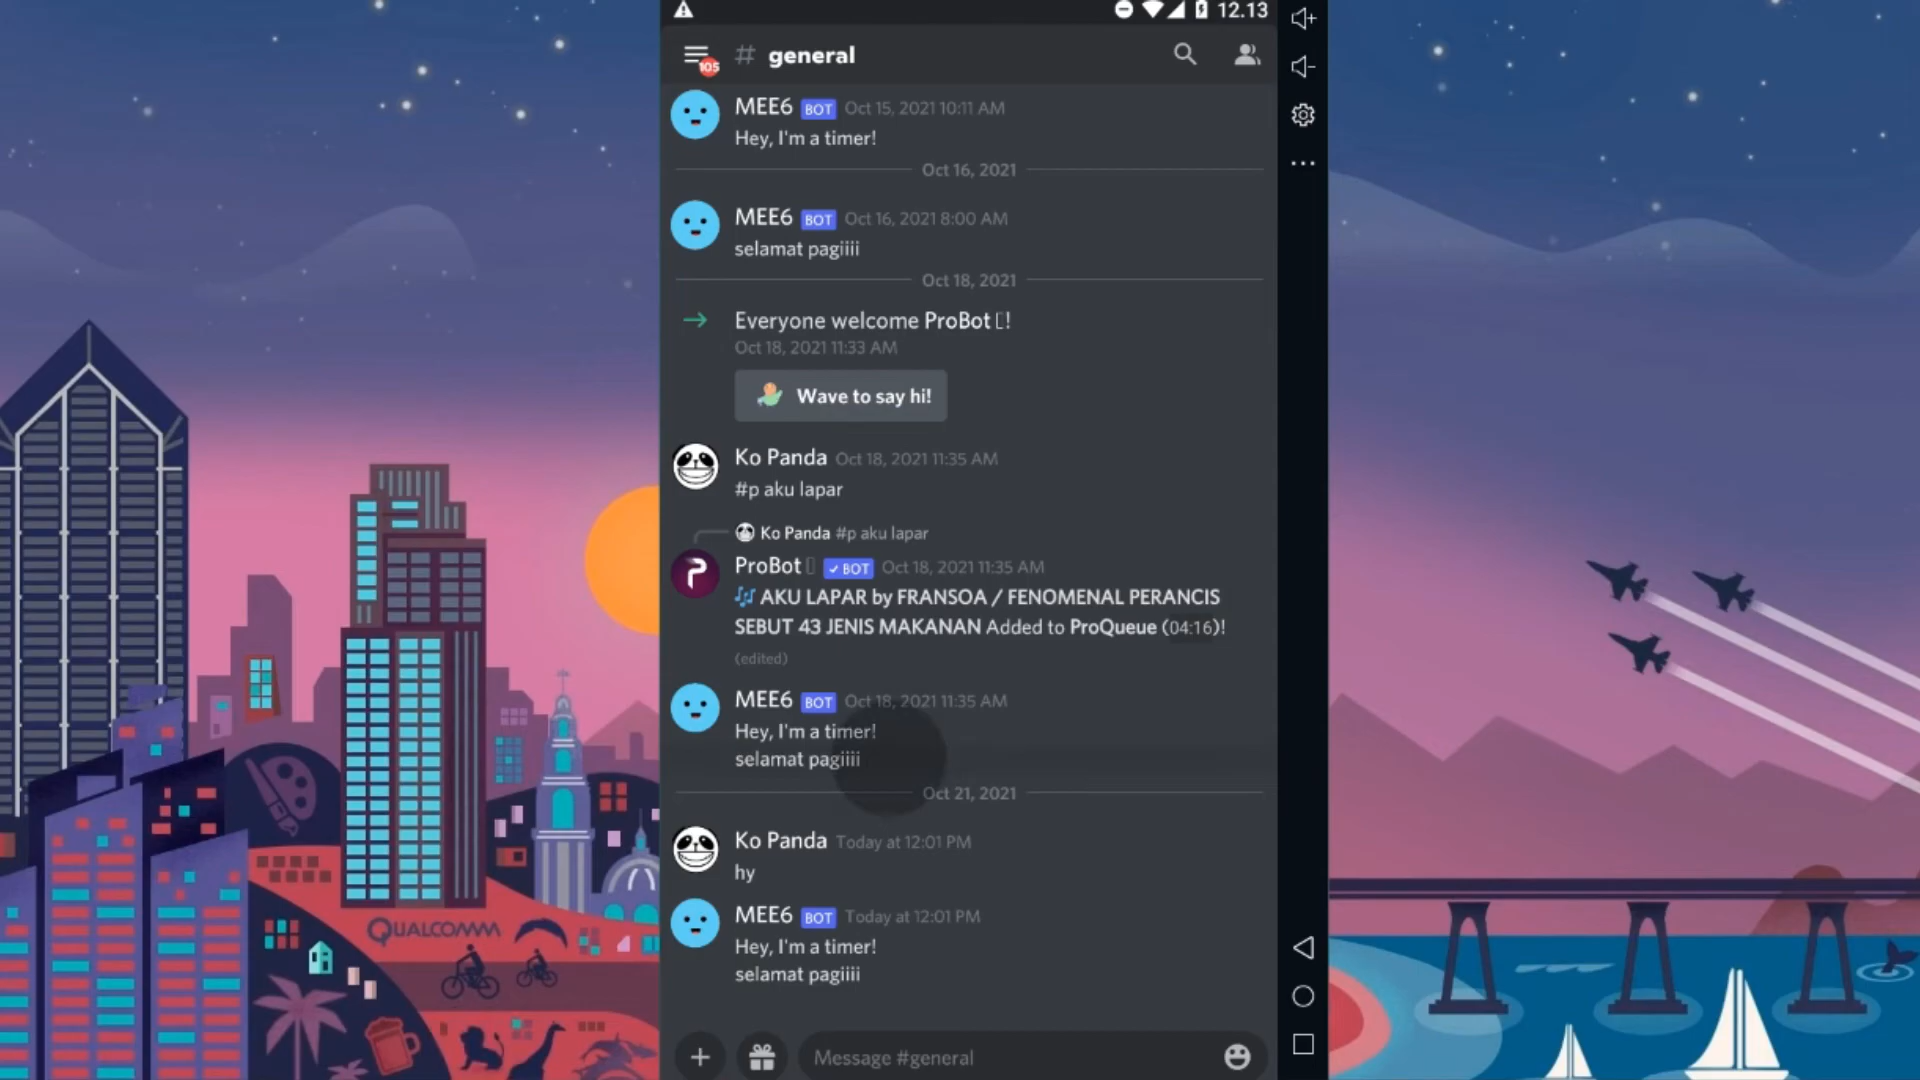 12.13
105
# general
MEE6 BOT Oct 15, 2021 10:11 AM
Hey, I'm a timer!
Oct 16, 2021
MEE6 BOT Oct 16, 2021 8:00 AM
selamat pagiiii
Oct 18, 2021
Everyone welcome ProBot !
Oct 18, 2021 11:33 AM
Wave to say hi!
Ko Panda Oct 18, 2021 11:35 AM
#p aku lapar
Ko Panda #p aku lapar
ProBot ✓ BOT Oct 18, 2021 11:35 AM
🎶 AKU LAPAR by FRANSOA / FENOMENAL PERANCIS
SEBUT 43 JENIS MAKANAN Added to ProQueue (04:16)!
(edited)
MEE6 BOT Oct 18, 2021 11:35 AM
Hey, I'm a timer!
selamat pagiiii
Oct 21, 2021
Ko Panda Today at 12:01 PM
hy
MEE6 BOT Today at 12:01 PM
Hey, I'm a timer!
selamat pagiiii
Message #general
QUALCOMM